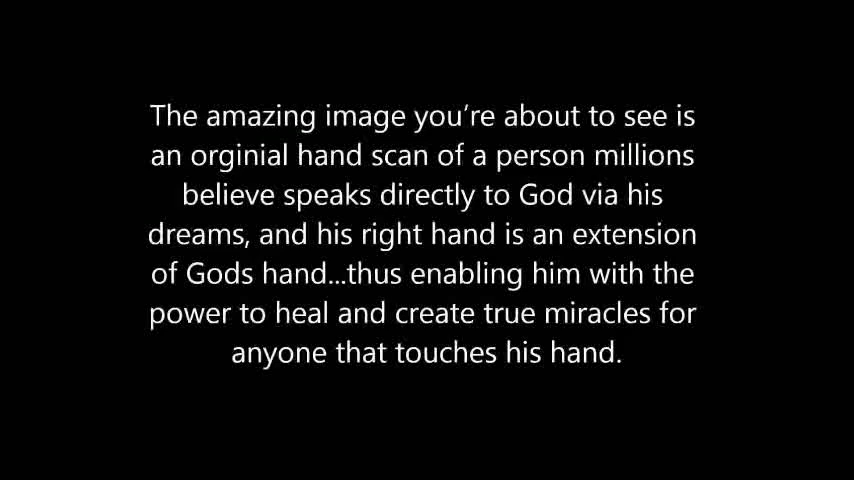 The amazing image you’re about to see is
an orginial hand scan of a person millions
believe speaks directly to God via his
dreams, and his right hand is an extension
of Gods hand...thus enabling him with the
power to heal and create true miracles for
anyone that touches his hand.